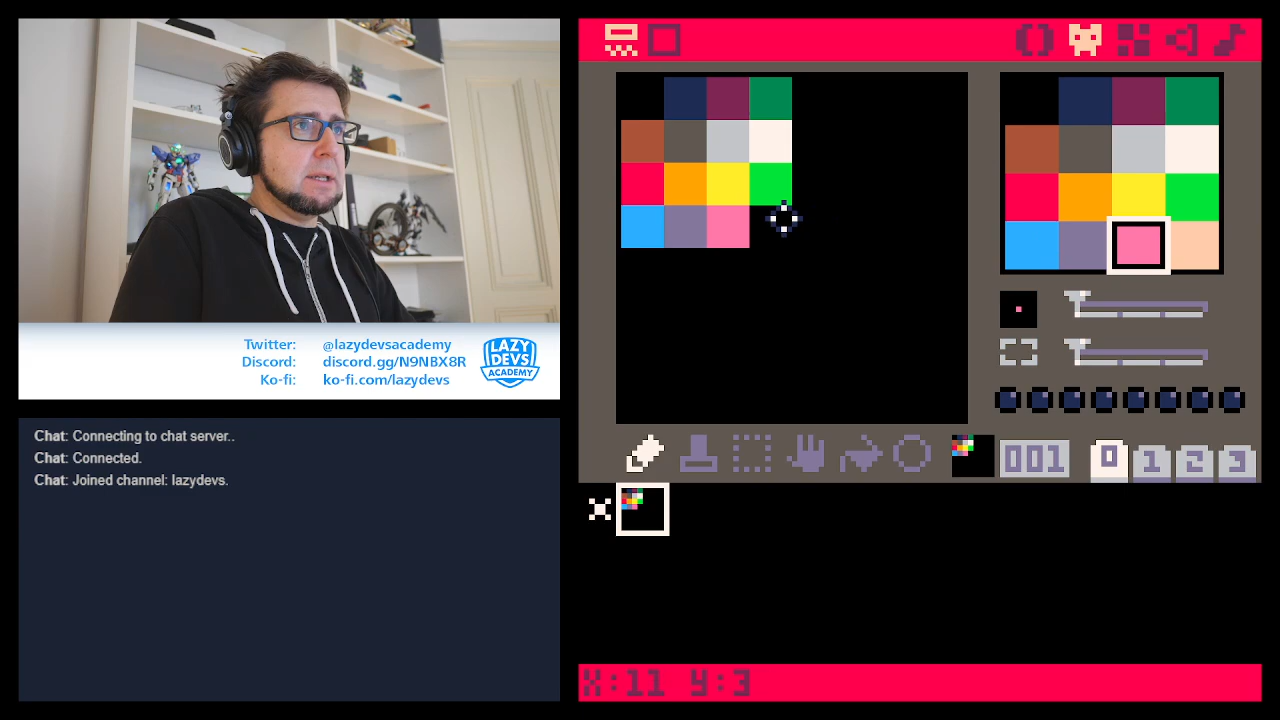 Twitter: @lazydevsacademy
Discord: discord.gg/N9NBX8R
Ko-fi: ko-fi.com/lazydevs
LAZY
DEVS
ACADEMY
Chat: Connecting to chat server..
Chat: Connected.
Chat: Joined channel: lazydevs.
001 0 1 2 3
X:11 Y:3